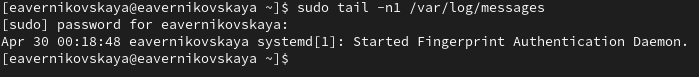 [eavernikovskaya@eavernikovskaya ~]$ sudo tail -n1 /var/log/messages
[sudo] password for eavernikovskaya:
Apr 30 00:18:48 eavernikovskaya systemd[1]: Started Fingerprint Authentication Daemon.
[eavernikovskaya@eavernikovskaya ~]$